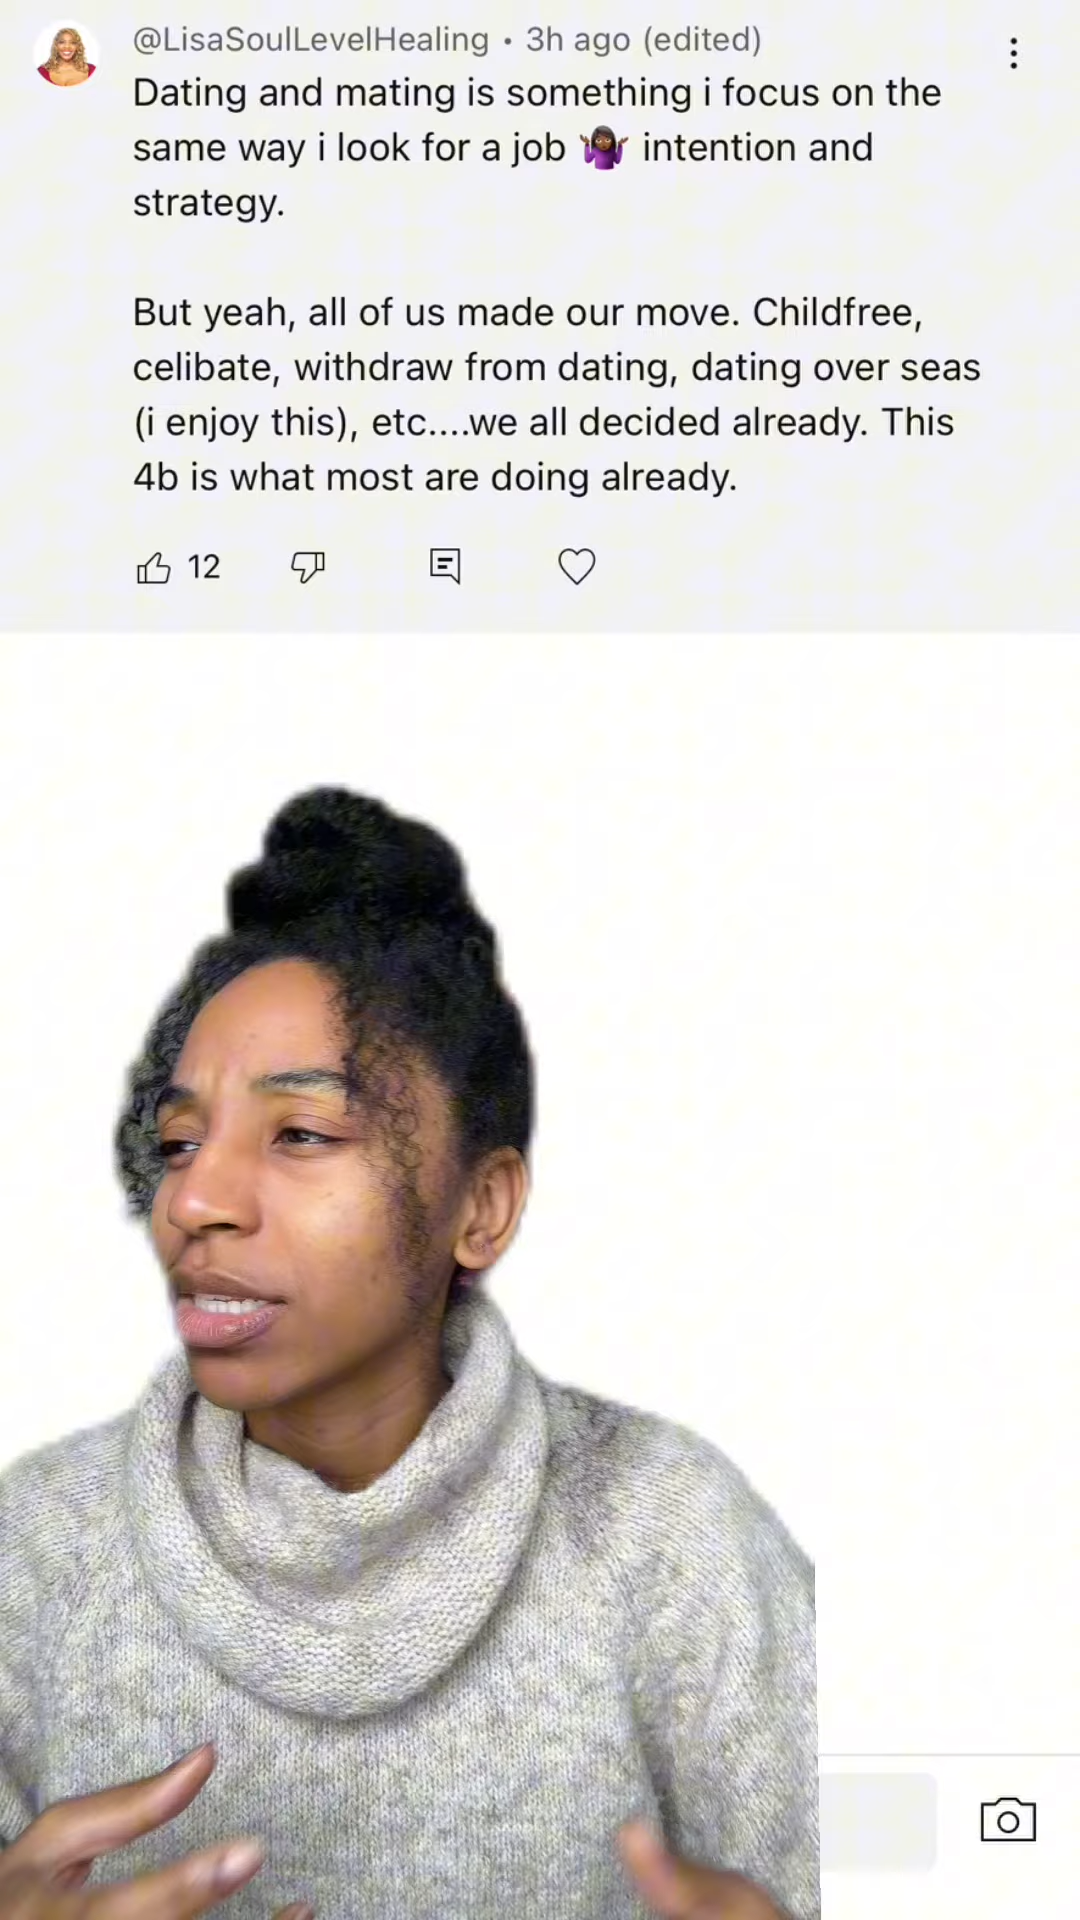 @LisaSoulLevelHealing • 3h ago (edited)
Dating and mating is something i focus on the
same way i look for a job 🤷🏿‍♀️ intention and
strategy.
But yeah, all of us made our move. Childfree,
celibate, withdraw from dating, dating over seas
(i enjoy this), etc....we all decided already. This
4b is what most are doing already.
12